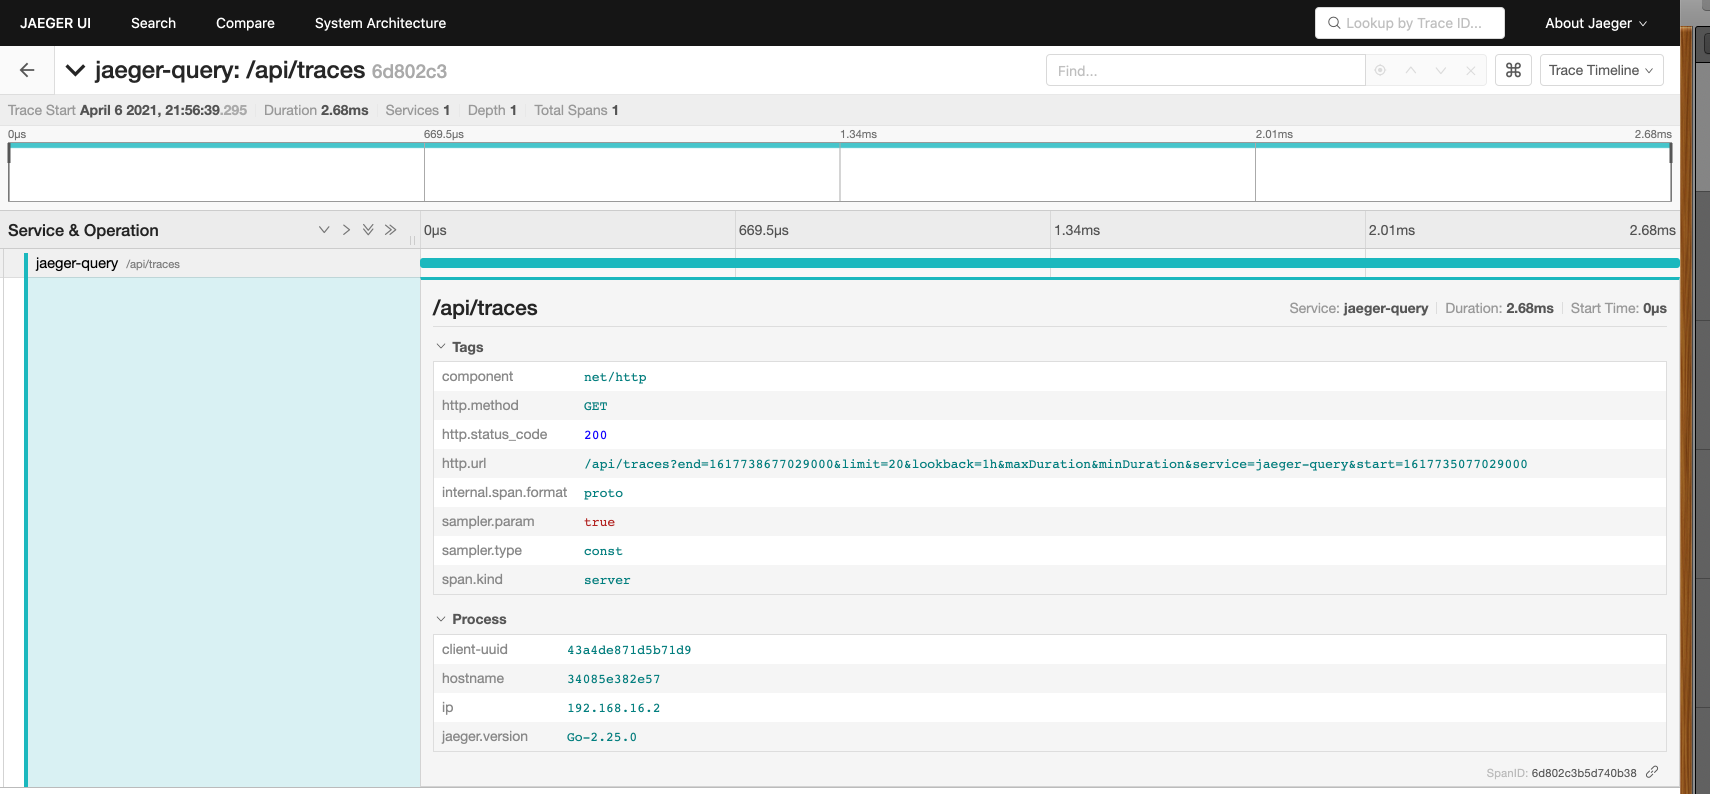 JAEGER UI Search Compare System Architecture Lookup by Trace ID... About Jaeger
jaeger-query: /api/traces 6d802c3 Find... ⌘ Trace Timeline
Trace Start April 6 2021, 21:56:39.295 Duration 2.68ms Services 1 Depth 1 Total Spans 1
0µs 669.5µs 1.34ms 2.01ms 2.68ms
Service & Operation 0µs 669.5µs 1.34ms 2.01ms 2.68ms
jaeger-query /api/traces
/api/traces Service: jaeger-query Duration: 2.68ms Start Time: 0µs
Tags
component net/http
http.method GET
http.status_code 200
http.url /api/traces?end=1617738677029000&limit=20&lookback=1h&maxDuration&minDuration&service=jaeger-query&start=1617735077029000
internal.span.format proto
sampler.param true
sampler.type const
span.kind server
Process
client-uuid 43a4de871d5b71d9
hostname 34085e382e57
ip 192.168.16.2
jaeger.version Go-2.25.0
SpanID: 6d802c3b5d740b38